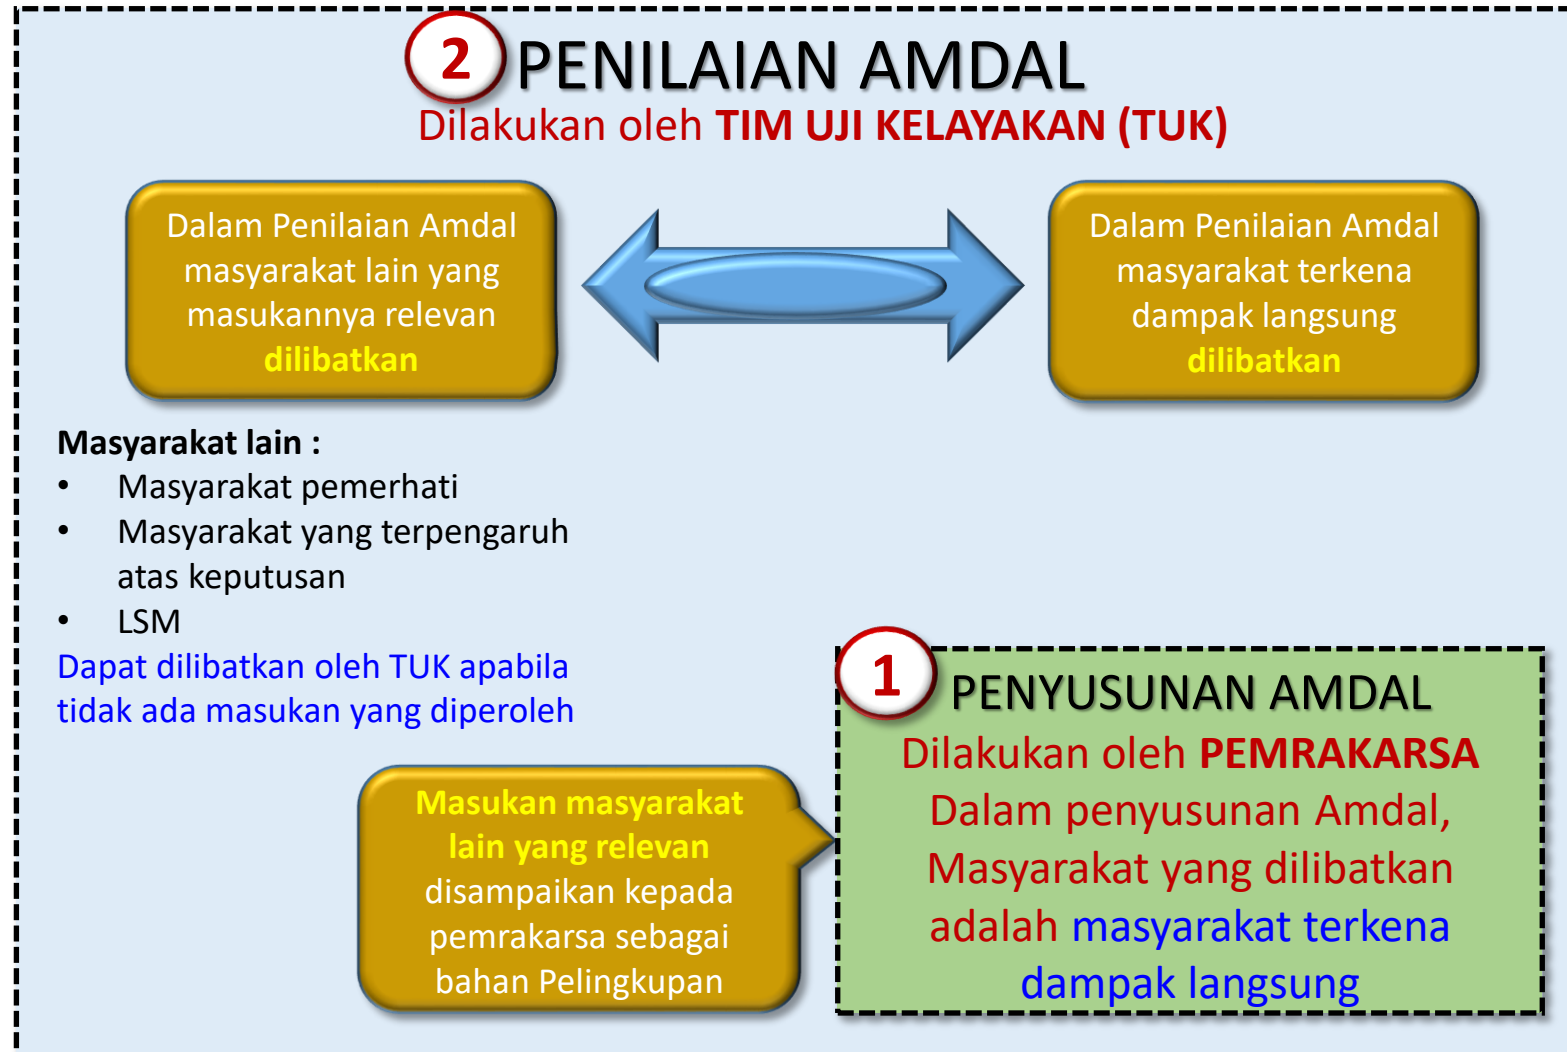 2 PENILAIAN AMDAL
Dilakukan oleh TIM UJI KELAYAKAN (TUK)
Dalam Penilaian Amdal
masyarakat lain yang
masukannya relevan
dilibatkan
Dalam Penilaian Amdal
masyarakat terkena
dampak langsung
dilibatkan
Masyarakat lain :
• Masyarakat pemerhati
• Masyarakat yang terpengaruh
atas keputusan
• LSM
Dapat dilibatkan oleh TUK apabila
tidak ada masukan yang diperoleh
Masukan masyarakat
lain yang relevan
disampaikan kepada
pemrakarsa sebagai
bahan Pelingkupan
1 PENYUSUNAN AMDAL
Dilakukan oleh PEMRAKARSA
Dalam penyusunan Amdal,
Masyarakat yang dilibatkan
adalah masyarakat terkena
dampak langsung